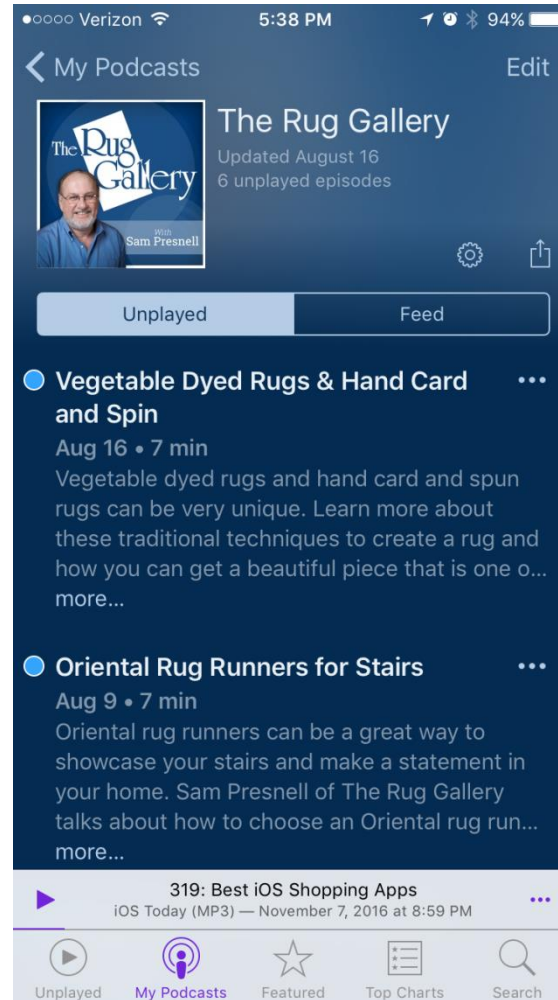 Verizon 5:38 PM 94%
My Podcasts Edit
The Rug Gallery
With
Sam Presnell
The Rug Gallery
Updated August 16
6 unplayed episodes
Unplayed Feed
Vegetable Dyed Rugs & Hand Card
and Spin
Aug 16 • 7 min
Vegetable dyed rugs and hand card and spun
rugs can be very unique. Learn more about
these traditional techniques to create a rug and
how you can get a beautiful piece that is one o...
more...
Oriental Rug Runners for Stairs
Aug 9 • 7 min
Oriental rug runners can be a great way to
showcase your stairs and make a statement in
your home. Sam Presnell of The Rug Gallery
talks about how to choose an Oriental rug run...
more...
319: Best iOS Shopping Apps
iOS Today (MP3) — November 7, 2016 at 8:59 PM
Unplayed My Podcasts Featured Top Charts Search